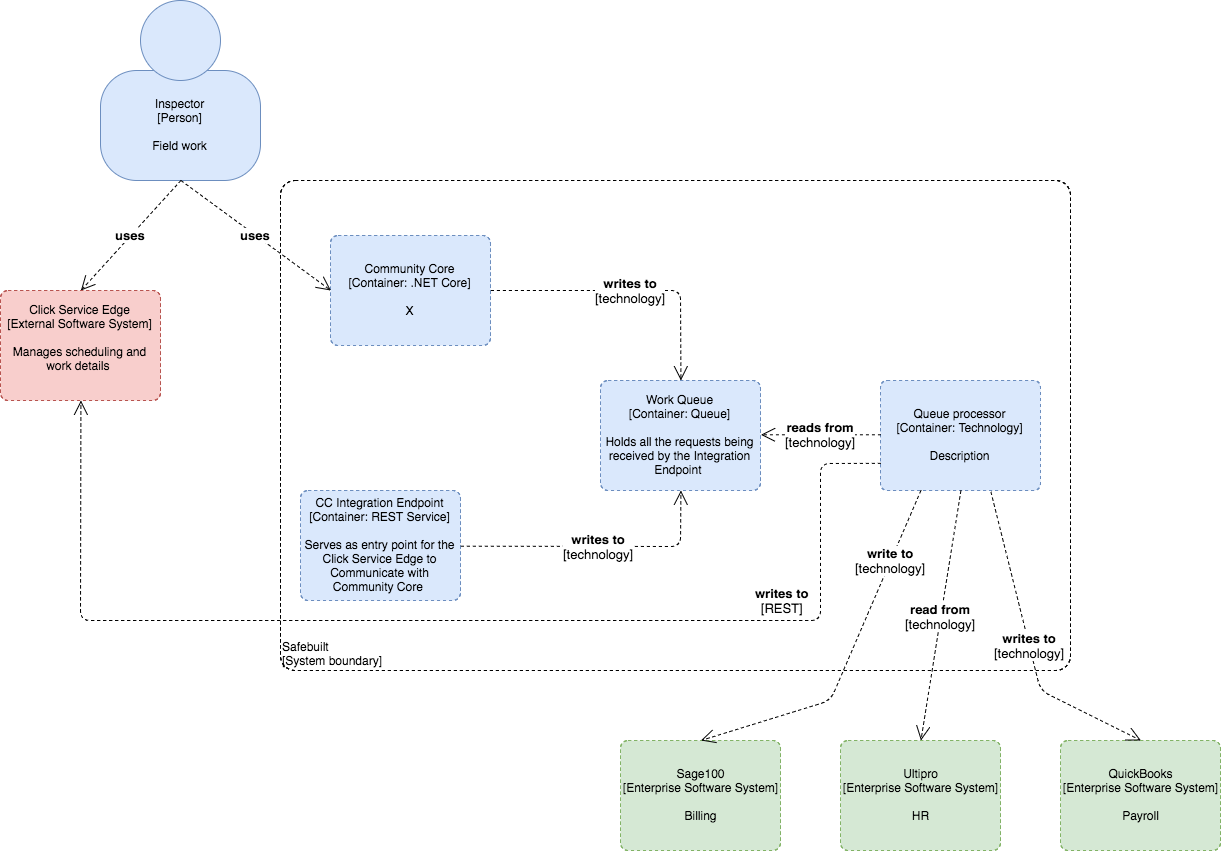 Inspector
[Person]
Field work
uses
uses
Community Core
[Container: .NET Core]
X
writes to
[technology]
Click Service Edge
[External Software System]
Manages scheduling and
work details
Work Queue
[Container: Queue]
Holds all the requests being
received by the Integration
Endpoint
reads from
[technology]
Queue processor
[Container: Technology]
Description
CC Integration Endpoint
[Container: REST Service]
Serves as entry point for the
Click Service Edge to
Communicate with
Community Core
writes to
[technology]
write to
[technology]
writes to
[REST]
read from
[technology]
writes to
[technology]
Safebuilt
[System boundary]
Sage100
[Enterprise Software System]
Billing
Ultipro
[Enterprise Software System]
HR
QuickBooks
[Enterprise Software System]
Payroll